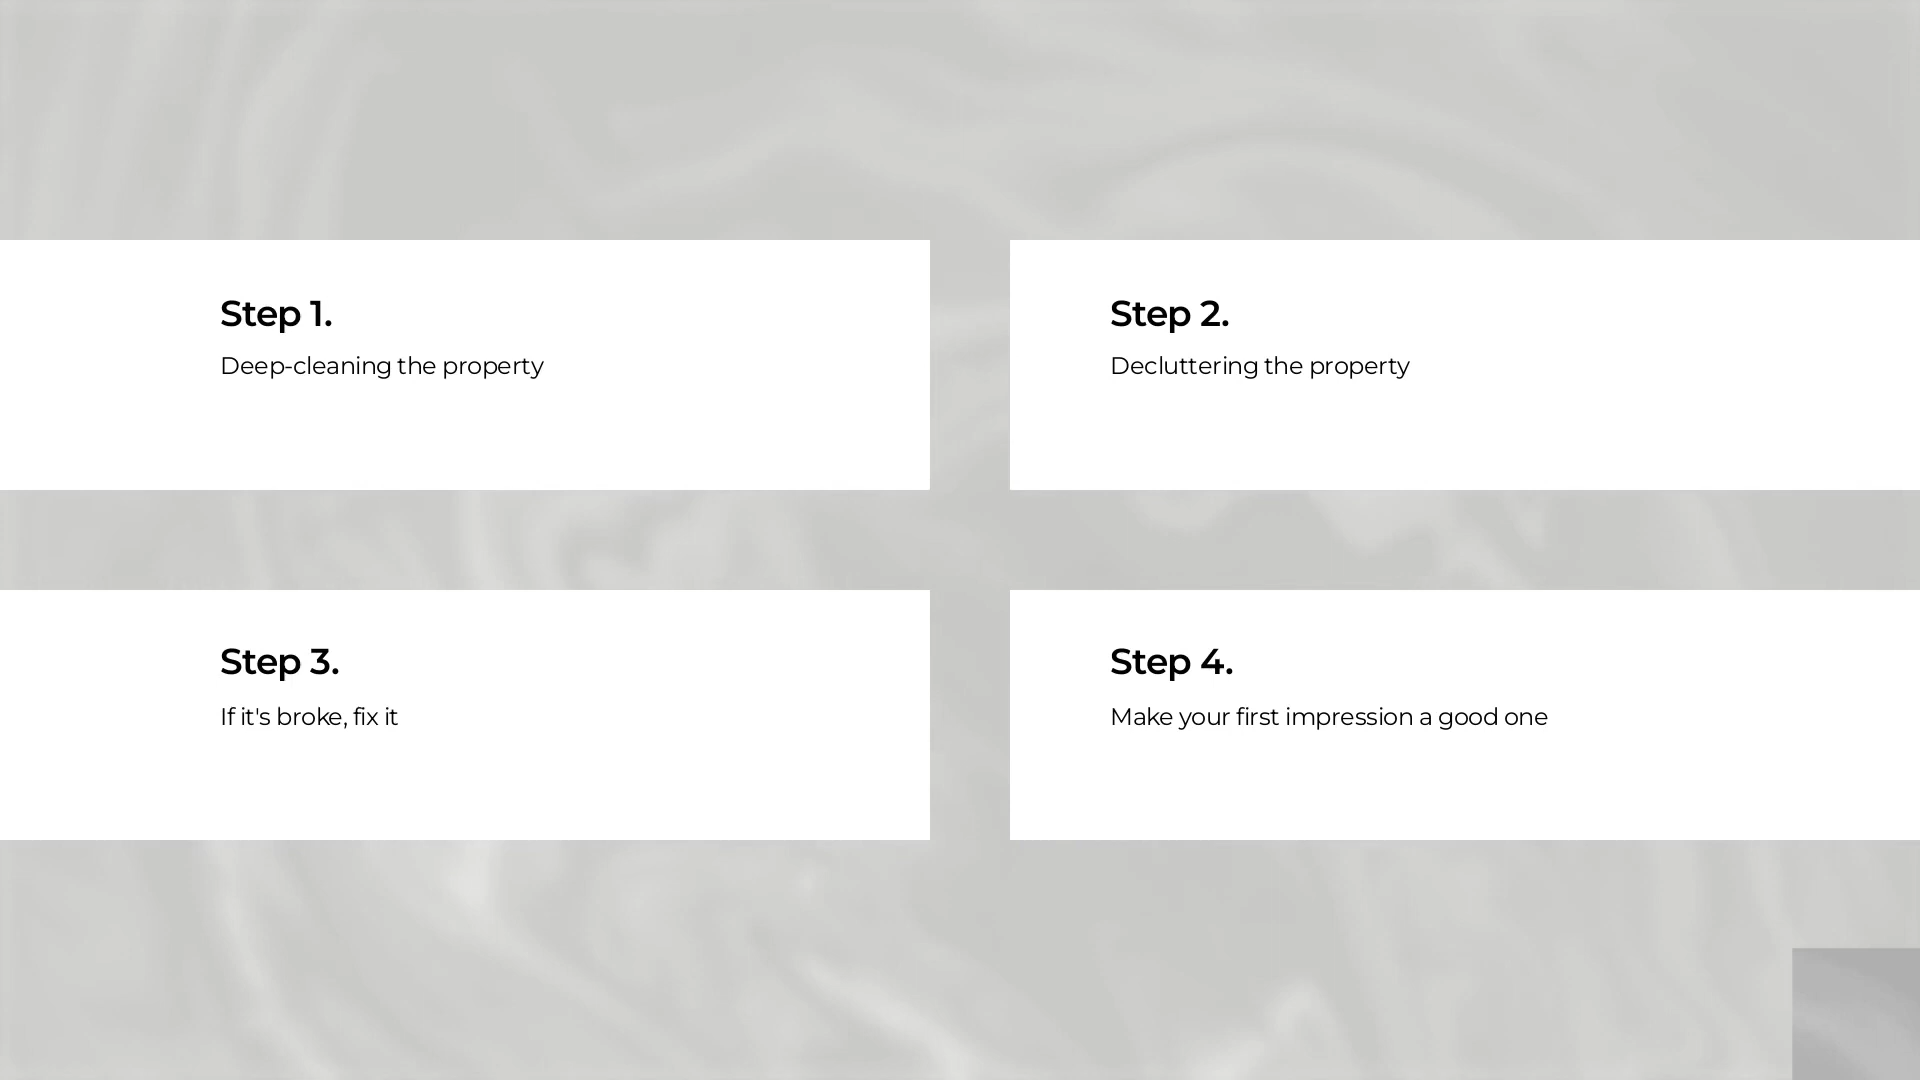 Step 1.
Deep-cleaning the property
Step 2.
Decluttering the property
Step 3.
If it's broke, fix it
Step 4.
Make your first impression a good one